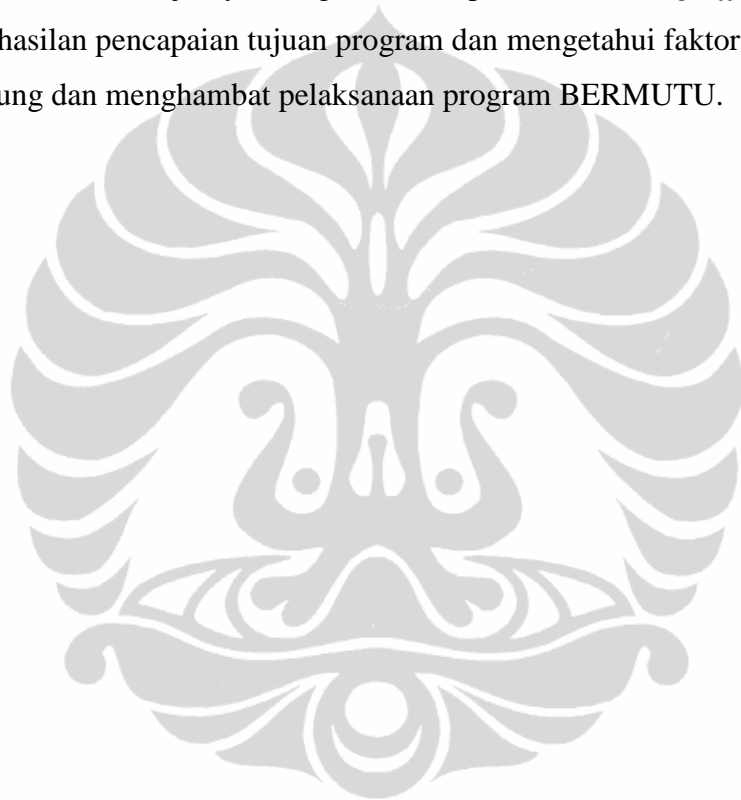 hasilan pencapaian tujuan program dan mengetahui faktor
ung dan menghambat pelaksanaan program BERMUTU.